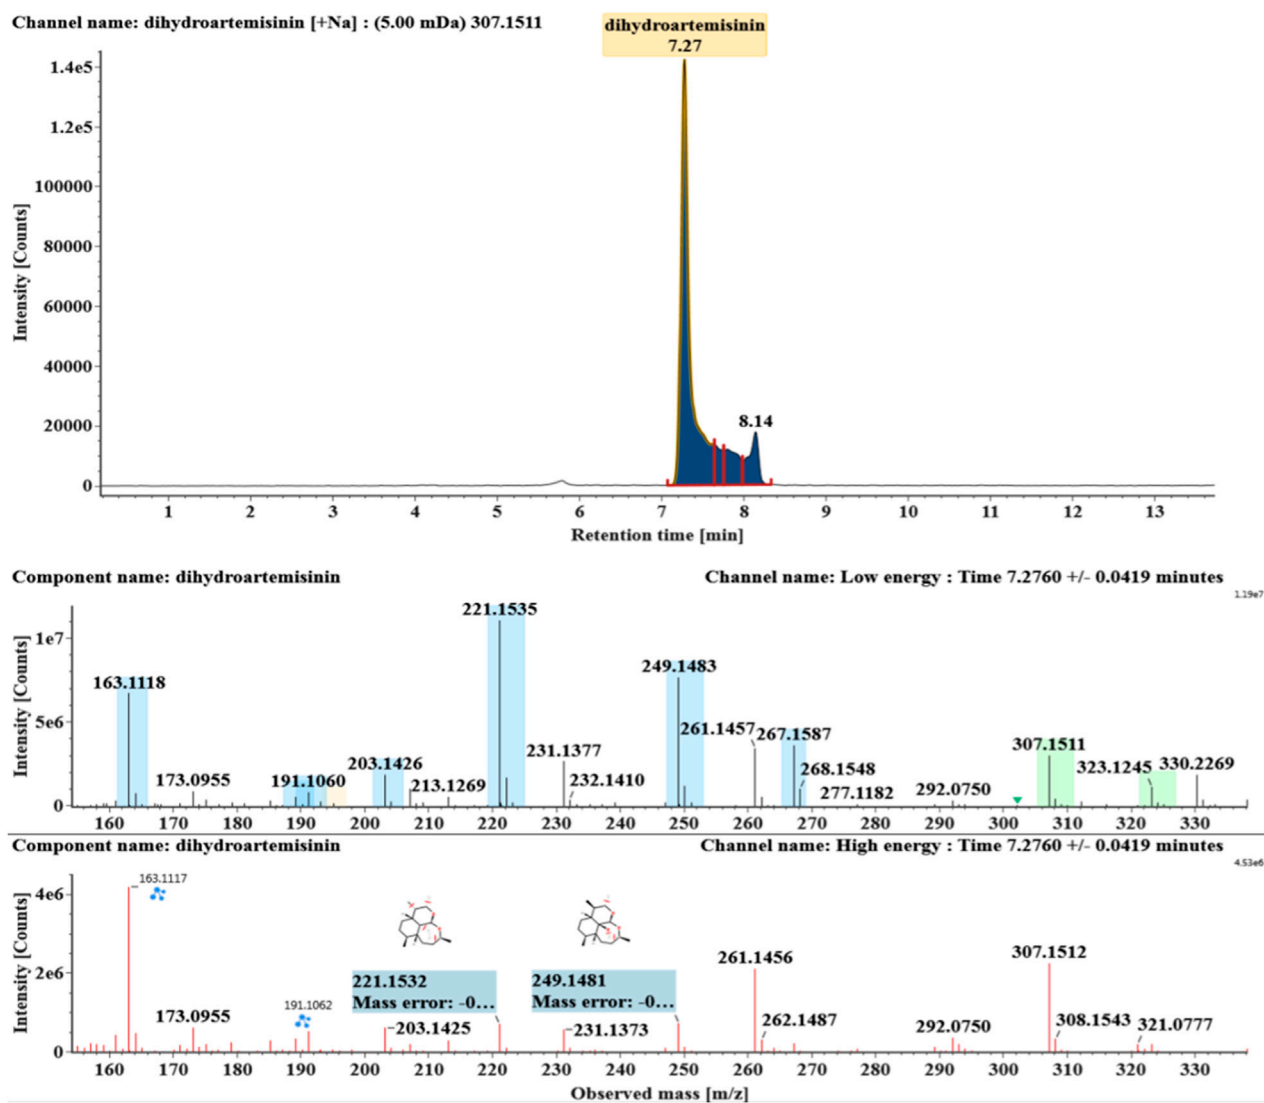 Channel name: dihydroartemisinin [+Na] : (5.00 mDa) 307.1511
dihydroartemisinin
7.27
Intensity [Counts]
1.4e5
1.2e5
100000
80000
60000
40000
20000
0
8.14
1 2 3 4 5 6 7 8 9 10 11 12 13
Retention time [min]
Component name: dihydroartemisinin
Channel name: Low energy : Time 7.2760 +/- 0.0419 minutes
1.19e7
Intensity [Counts]
1e7
5e6
0
163.1118
173.0955
191.1060
203.1426
213.1269
221.1535
231.1377
232.1410
249.1483
261.1457
267.1587
268.1548
277.1182
292.0750
307.1511
323.1245
330.2269
160 170 180 190 200 210 220 230 240 250 260 270 280 290 300 310 320 330
Component name: dihydroartemisinin
Channel name: High energy : Time 7.2760 +/- 0.0419 minutes
4.53e6
Intensity [Counts]
4e6
2e6
0
163.1117
173.0955
191.1062
203.1425
221.1532
Mass error: -0...
231.1373
249.1481
Mass error: -0...
261.1456
262.1487
292.0750
307.1512
308.1543
321.0777
160 170 180 190 200 210 220 230 240 250 260 270 280 290 300 310 320 330
Observed mass [m/z]